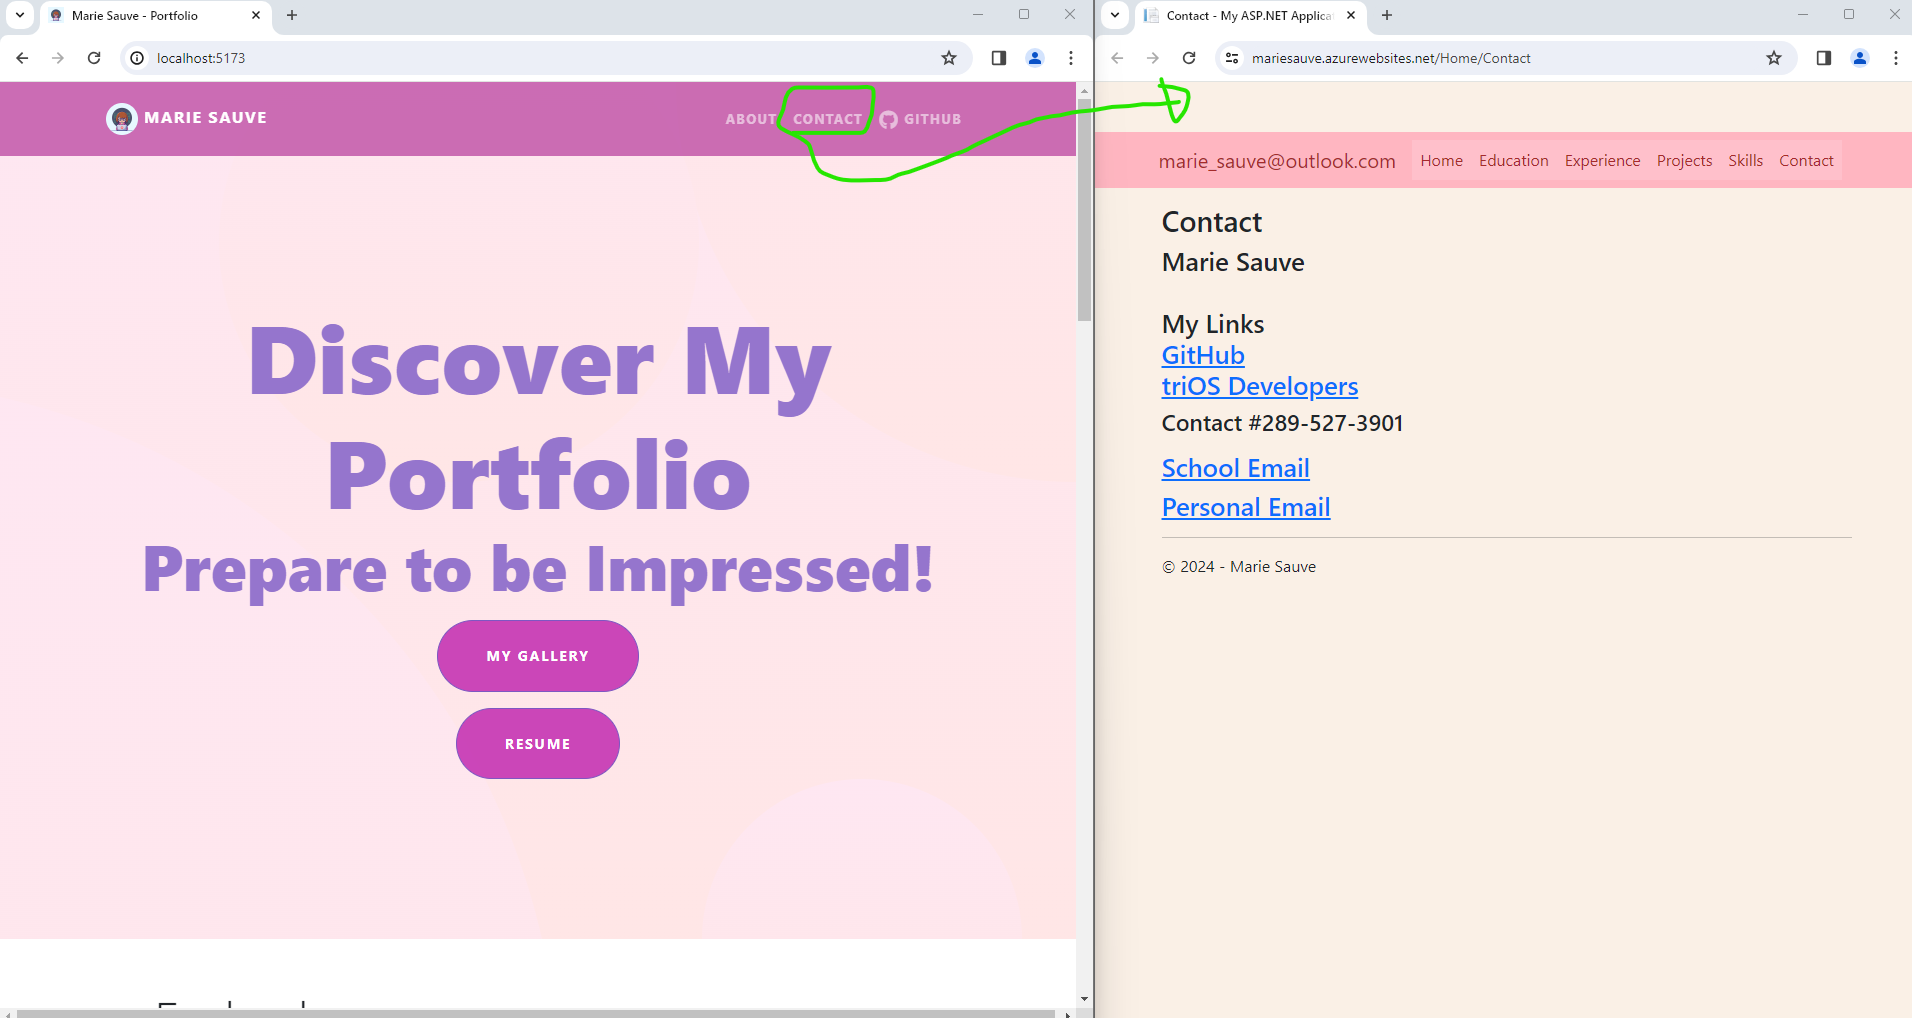 Marie Sauve - Portfolio
localhost:5173
MARIE SAUVE
ABOUT CONTACT GITHUB
Discover My
Portfolio
Prepare to be Impressed!
MY GALLERY
RESUME
Contact - My ASP.NET Applica
mariesauve.azurewebsites.net/Home/Contact
marie_sauve@outlook.com Home Education Experience Projects Skills Contact
Contact
Marie Sauve
My Links
GitHub
triOS Developers
Contact #289-527-3901
School Email
Personal Email
© 2024 - Marie Sauve